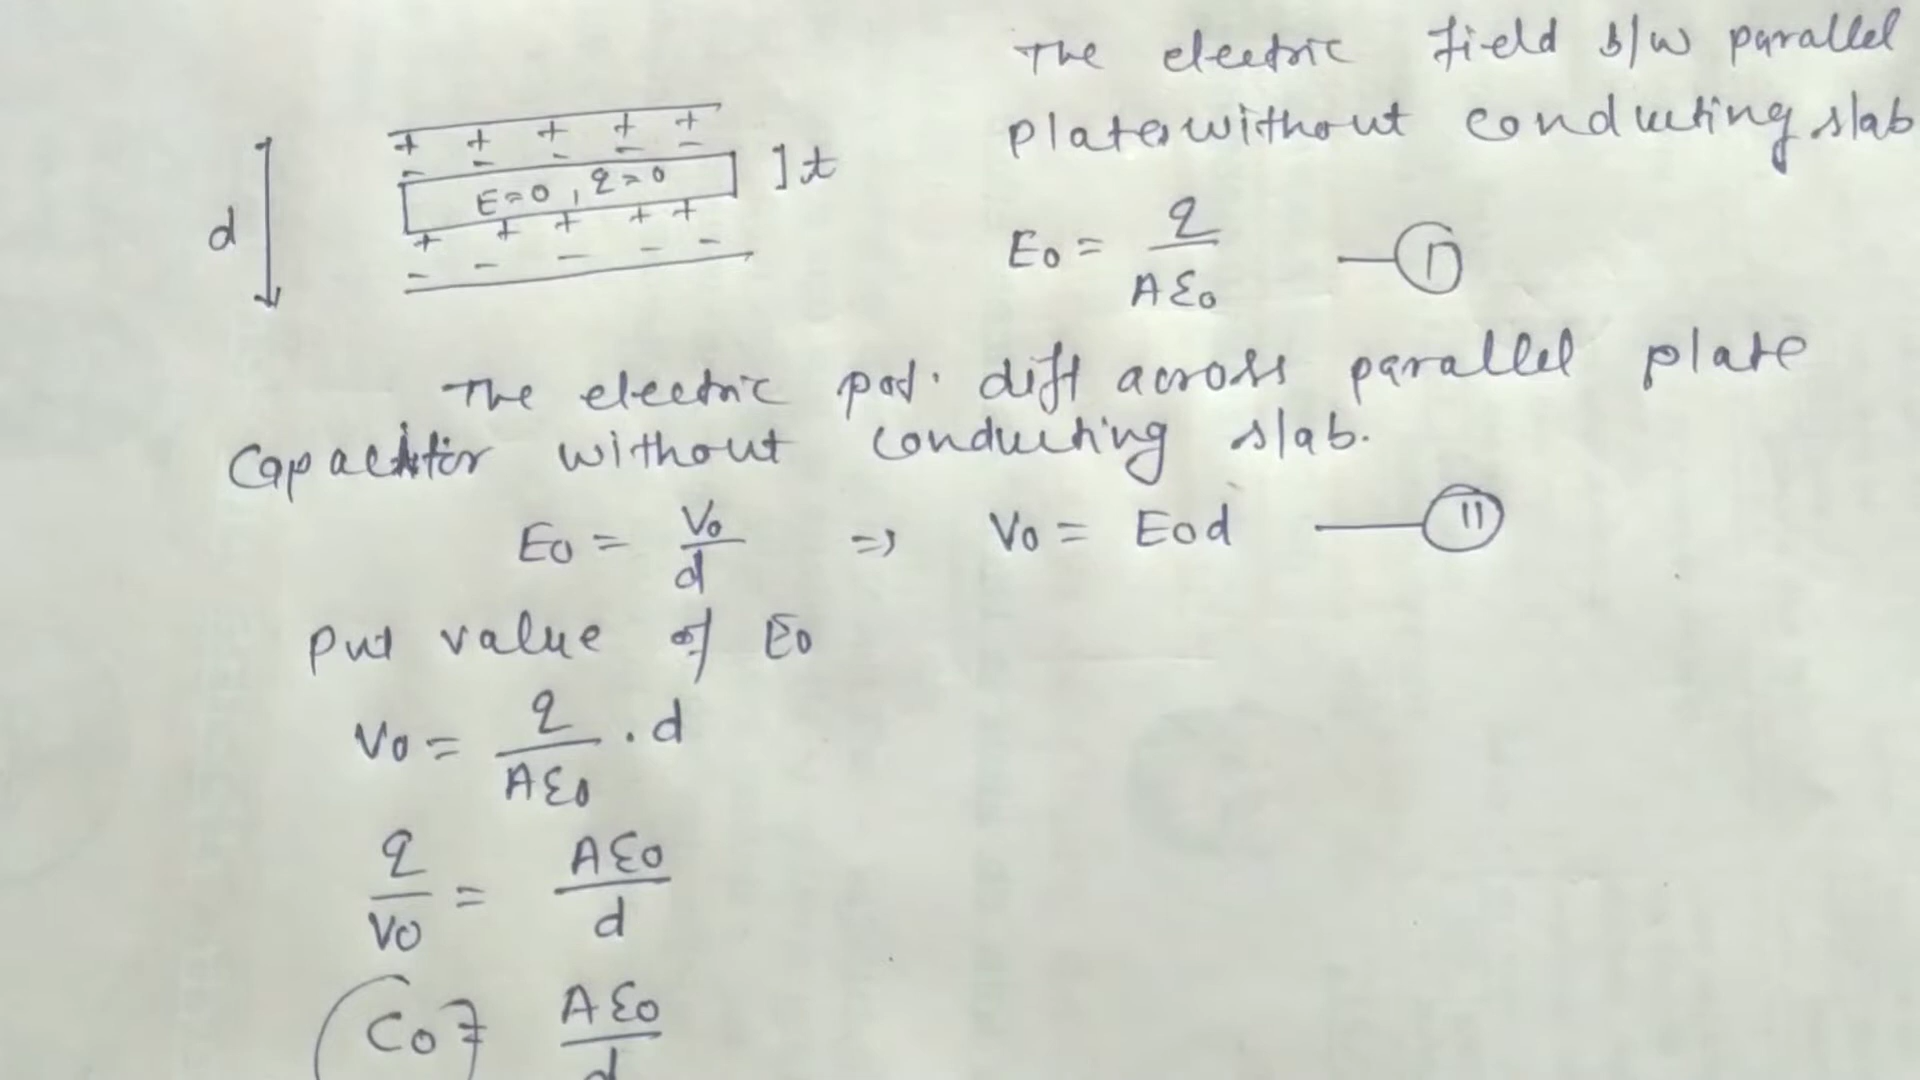 The electric field b/w parallel
plates without conducting slab
+ + + + +
- - - - -
E=0, q=0
]t
d
+ + + + +
- - - - -
E0 = q/Aε0 —(I)
The electric pot. diff across parallel plate
Capacitor without conducting slab.
E0 = V0/d => V0 = E0d —(II)
Put value of E0
V0 = q/Aε0 . d
q/V0 = Aε0/d
C0 = Aε0/d